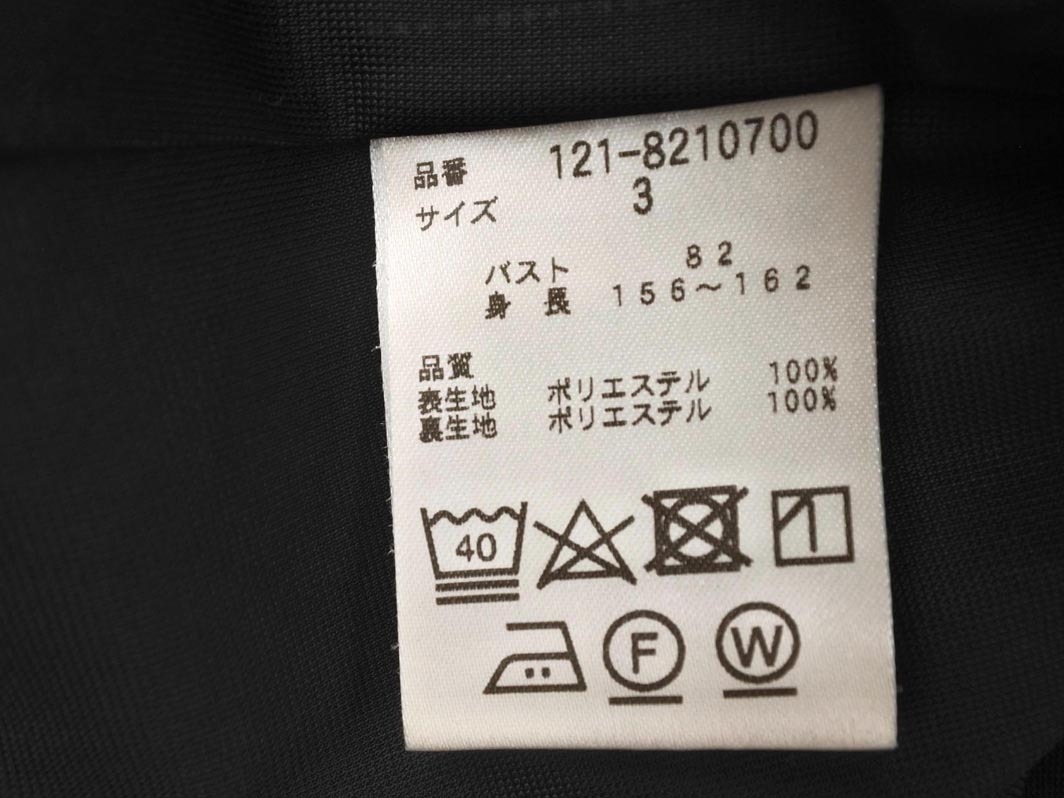 品番 121-8210700
サイズ 3
バスト 82
身長 156～162
品質
表生地 ポリエステル 100%
裏生地 ポリエステル 100%
40
F W